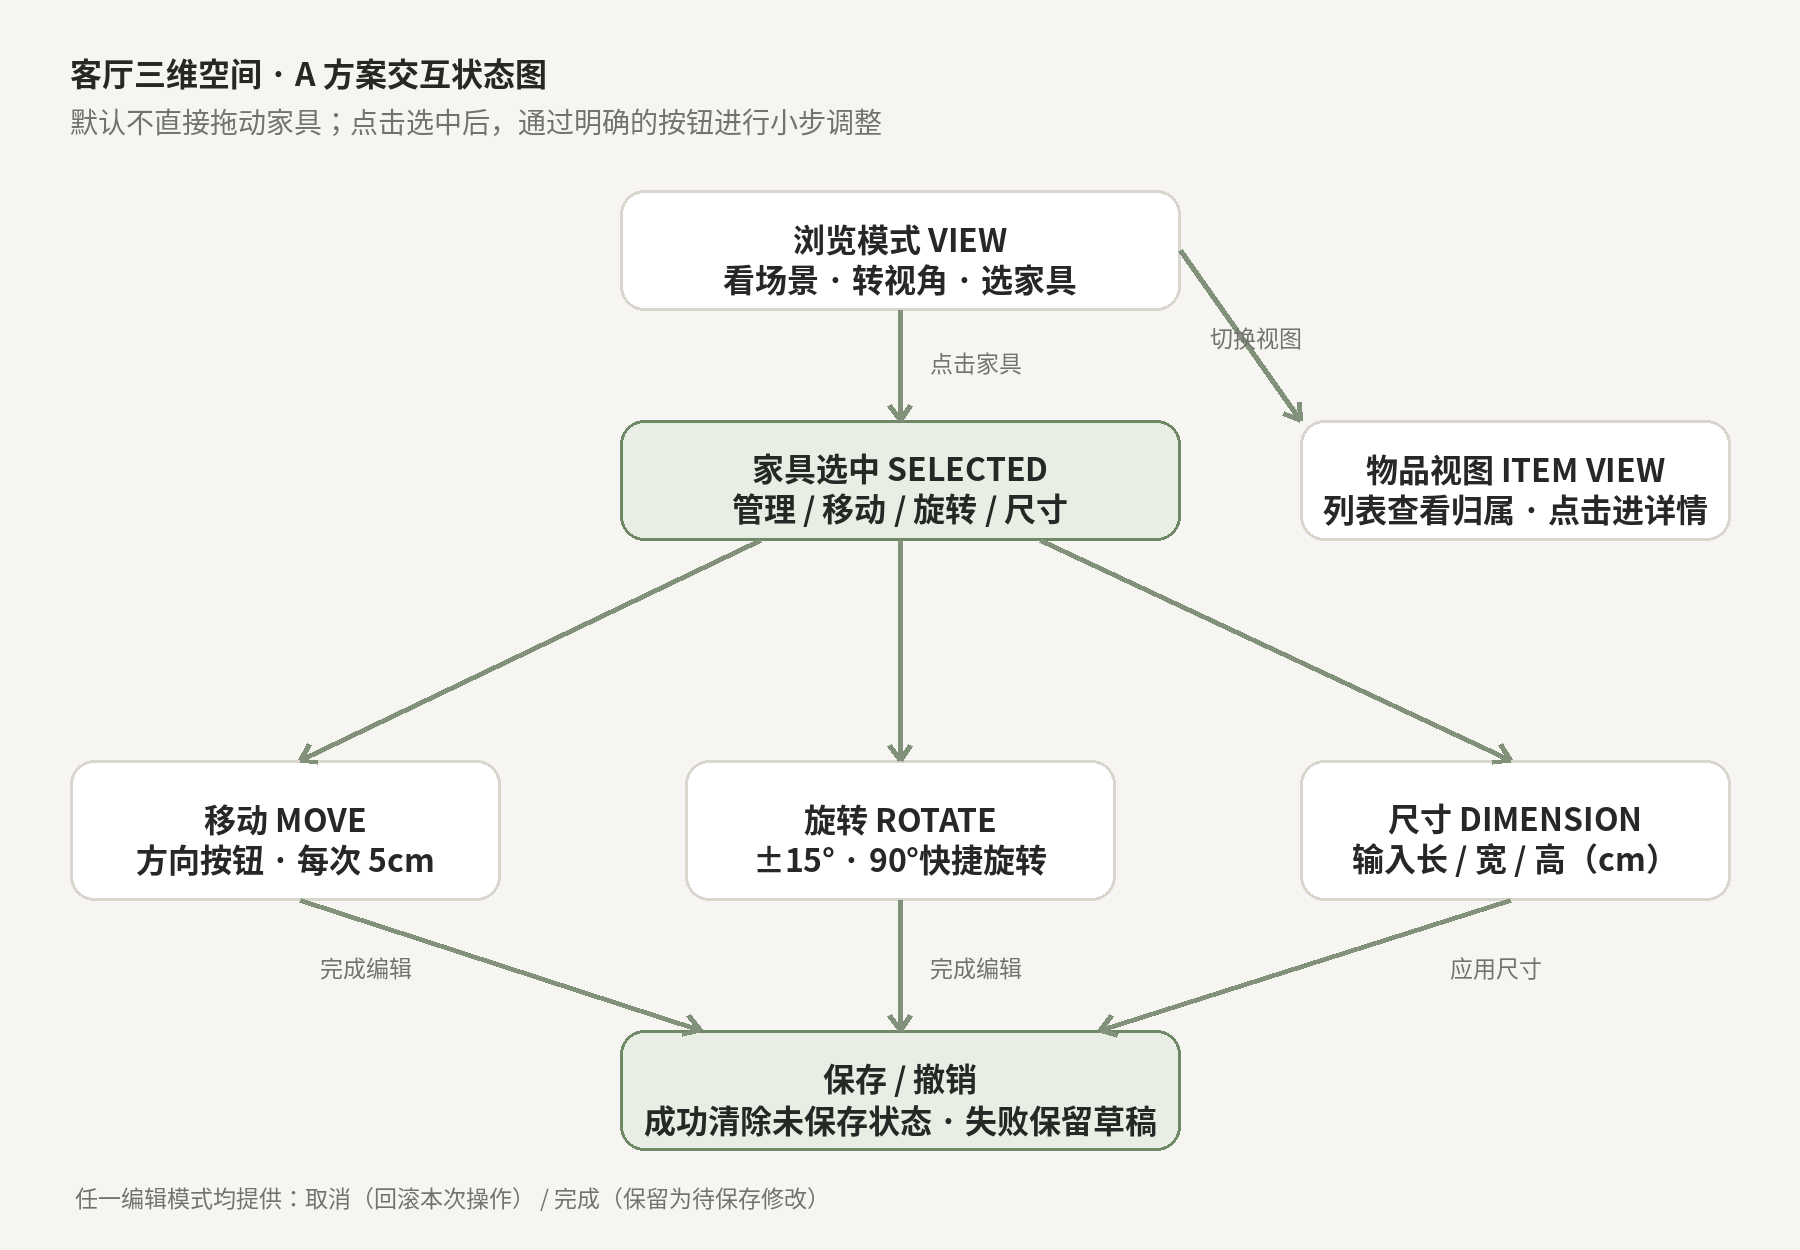 客厅三维空间 · A 方案交互状态图
默认不直接拖动家具；点击选中后，通过明确的按钮进行小步调整
浏览模式 VIEW
看场景 · 转视角 · 选家具
切换视图
点击家具
家具选中 SELECTED
管理 / 移动 / 旋转 / 尺寸
物品视图 ITEM VIEW
列表查看归属 · 点击进详情
移动 MOVE
方向按钮 · 每次 5cm
旋转 ROTATE
±15° · 90°快捷旋转
尺寸 DIMENSION
输入长 / 宽 / 高（cm）
完成编辑
完成编辑
应用尺寸
保存 / 撤销
成功清除未保存状态 · 失败保留草稿
任一编辑模式均提供：取消（回滚本次操作） / 完成（保留为待保存修改）